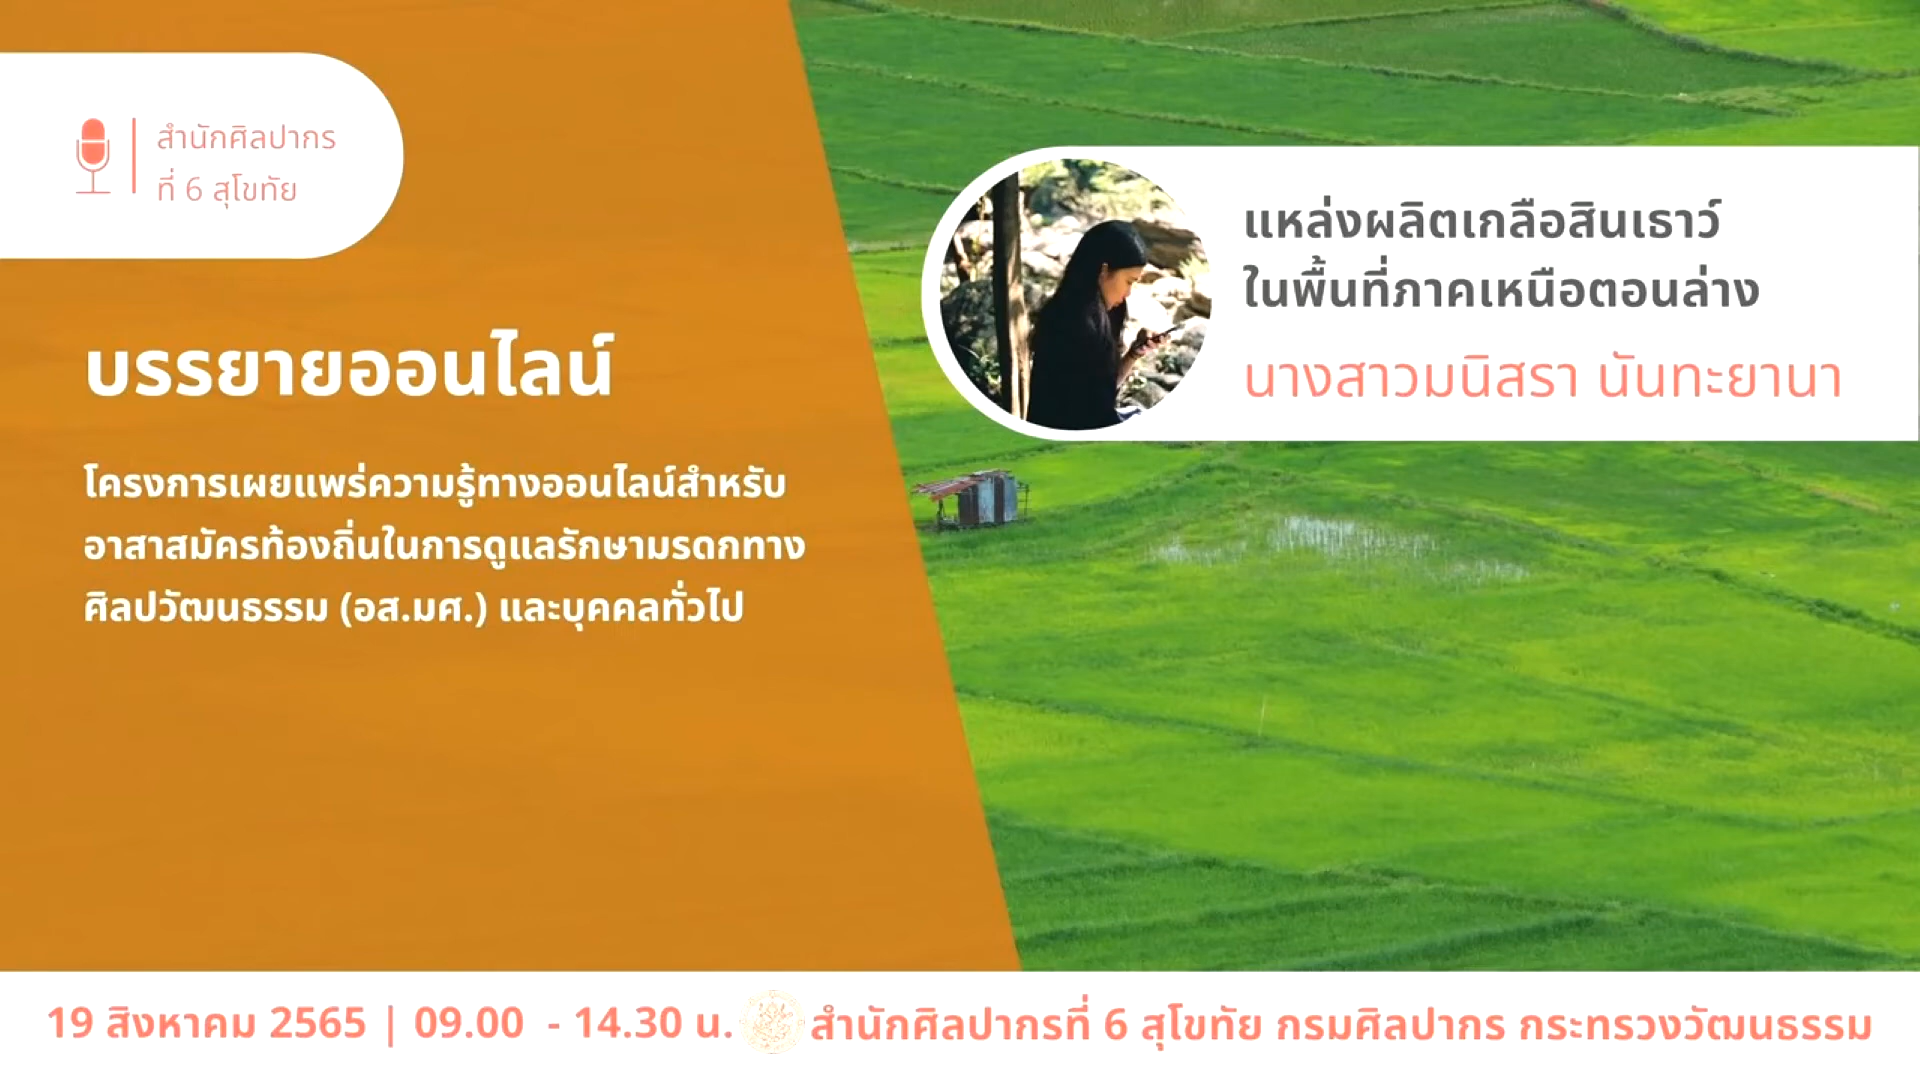 สำนักศิลปากร
ที่ 6 สุโขทัย
บรรยายออนไลน์
โครงการเผยแพร่ความรู้ทางออนไลน์สำหรับ
อาสาสมัครท้องถิ่นในการดูแลรักษามรดกทาง
ศิลปวัฒนธรรม (อส.มศ.) และบุคคลทั่วไป
แหล่งผลิตเกลือสินเธาว์
ในพื้นที่ภาคเหนือตอนล่าง
นางสาวมนิสรา นันทะยานา
19 สิงหาคม 2565 | 09.00 - 14.30 น. สำนักศิลปากรที่ 6 สุโขทัย กรมศิลปากร กระทรวงวัฒนธรรม